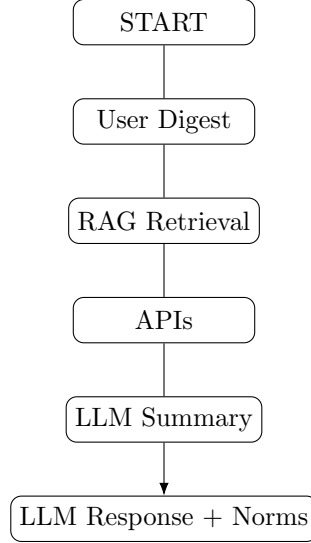 START
User Digest
RAG Retrieval
APIs
LLM Summary
LLM Response + Norms